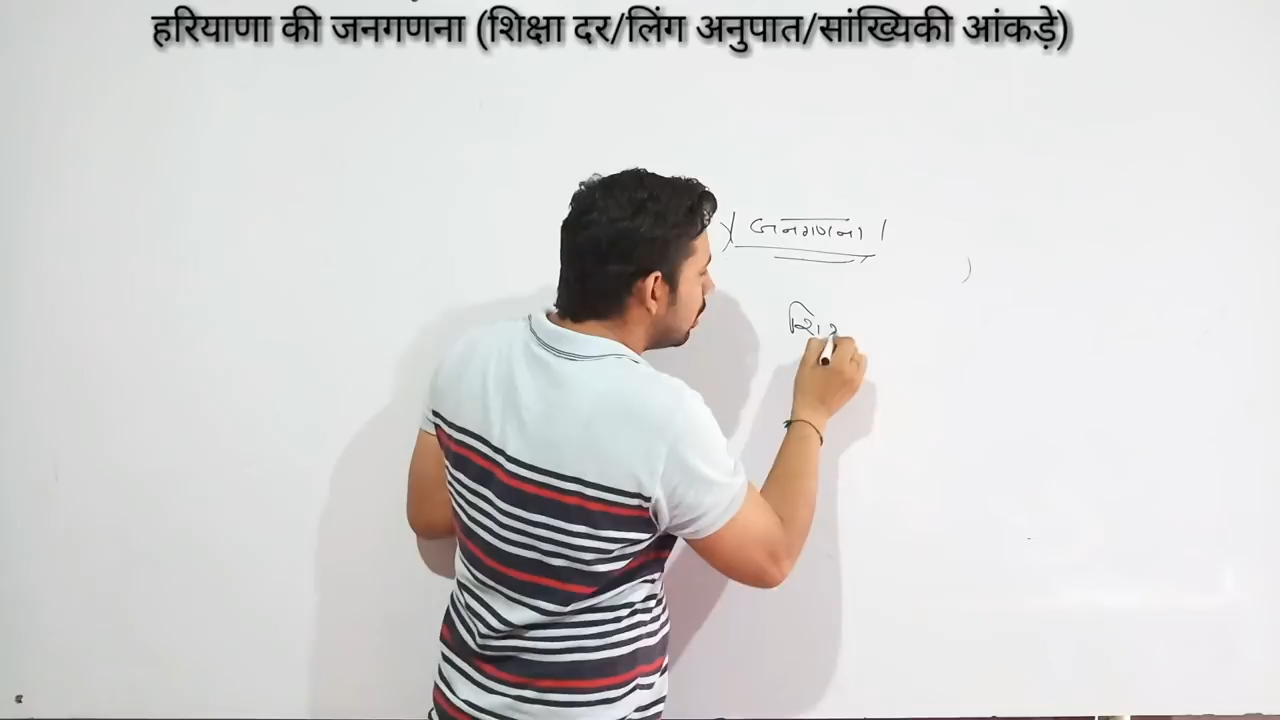 हरियाणा की जनगणना (शिक्षा दर/लिंग अनुपात/सांख्यिकी आंकड़े)
जनगणना